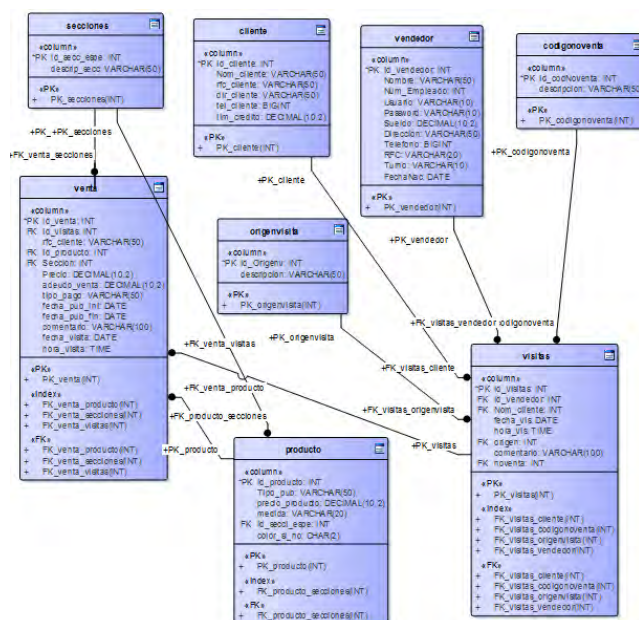 secciones
«column»
*PK Id_secc_espe: INT
descrip_secc VARCHAR(50)
«PK»
+ PK_secciones(INT)
cliente
«column»
*PK Id_cliente: INT
Nom_cliente: VARCHAR(50)
rfc_cliente: VARCHAR(50)
dir_cliente: VARCHAR(50)
tel_cliente: BIGINT
lim_credito: DECIMAL(10,2)
«PK»
+ PK_cliente(INT)
vendedor
«column»
*PK Id_vendedor: INT
Nombre: VARCHAR(50)
Num_Empleado: INT
Usuario: VARCHAR(10)
Password: VARCHAR(10)
Sueldo: DECIMAL(10,2)
Direccion: VARCHAR(50)
Telefono: BIGINT
RFC: VARCHAR(20)
Turno: VARCHAR(10)
FechaNac: DATE
«PK»
+ PK_vendedor(INT)
codigonoventa
«column»
*PK Id_codNoventa: INT
descripcion: VARCHAR(50
«PK»
+ PK_codigonoventa(INT)
+PK_ +PK_secciones
+FK_venta_secciones
+PK_cliente
+PK_vendedor
+PK_codigonoventa
venta
«column»
*PK Id_venta: INT
FK Id_visitas: INT
rfc_cliente: VARCHAR(50)
FK Id_producto: INT
FK Seccion: INT
Precio: DECIMAL(10,2)
adeudo_venta: DECIMAL(10,2)
tipo_pago: VARCHAR(50)
fecha_pub_ini: DATE
fecha_pub_fin: DATE
comentario: VARCHAR(100)
fecha_visita: DATE
hora_visita: TIME
«PK»
+ PK_venta(INT)
«index»
+ FK_venta_producto(INT)
+ FK_venta_secciones(INT)
+ FK_venta_visitas(INT)
«FK»
+ FK_venta_producto(INT)
+ FK_venta_secciones(INT)
+ FK_venta_visitas(INT)
origenvisita
«column»
*PK Id_Origenv: INT
descripcion: VARCHAR(50)
«PK»
+ PK_origenvisita(INT)
+PK_origenvisita
+FK_visitas_vendedor
codigonoventa
+FK_visitas_cliente
+FK_visitas_origenvisita
+PK_visitas
+FK_venta_visitas
+FK_venta_producto
+FK_producto_secciones
+PK_producto
producto
«column»
*PK Id_producto: INT
Tipo_pub: VARCHAR(50)
precio_producto: DECIMAL(10,2)
medida: VARCHAR(20)
FK Id_secci_espe: INT
color_si_no: CHAR(2)
«PK»
+ PK_producto(INT)
«index»
+ FK_producto_secciones(INT)
«FK»
+ FK_producto_secciones(INT)
visitas
«column»
*PK Id_visitas: INT
FK Id_vendedor: INT
FK Nom_cliente: INT
fecha_vis: DATE
hora_vis: TIME
FK origen: INT
comentario: VARCHAR(100)
FK noventa: INT
«PK»
+ PK_visitas(INT)
«index»
+ FK_visitas_cliente(INT)
+ FK_visitas_codigonoventa(INT)
+ FK_visitas_origenvisita(INT)
+ FK_visitas_vendedor(INT)
«FK»
+ FK_visitas_cliente(INT)
+ FK_visitas_codigonoventa(INT)
+ FK_visitas_origenvisita(INT)
+ FK_visitas_vendedor(INT)